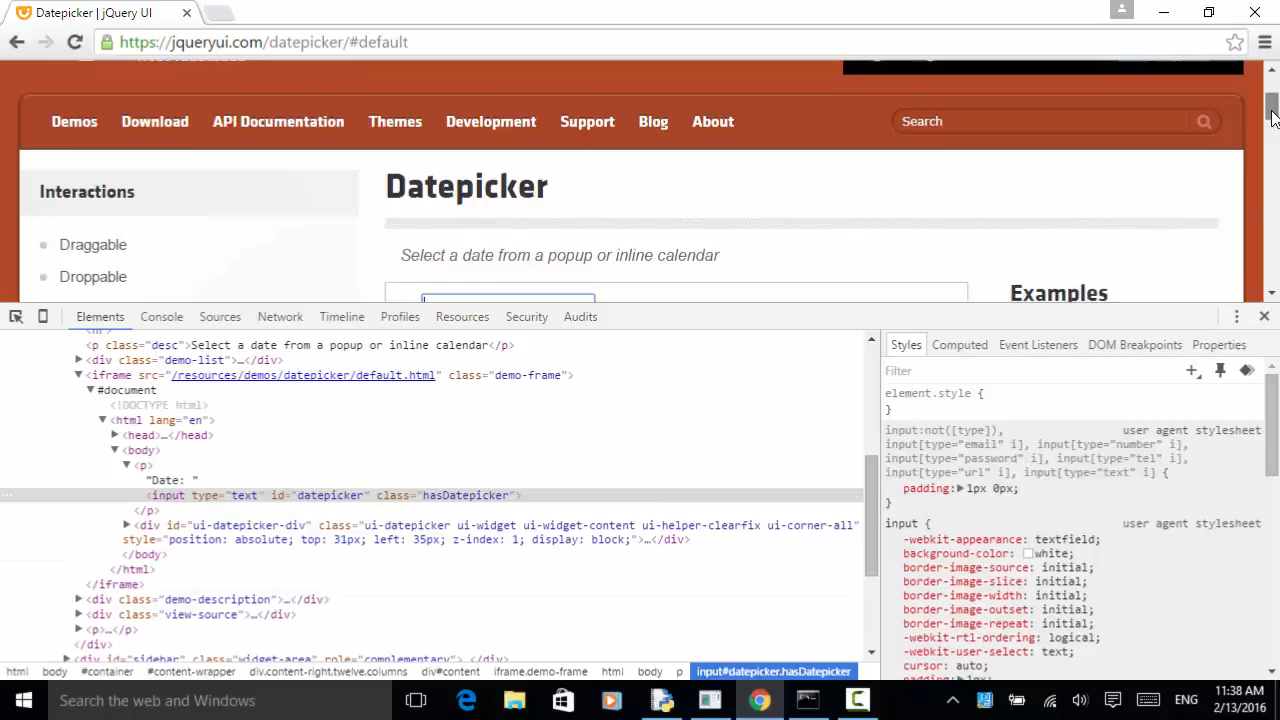 Datepicker | jQuery UI
https://jqueryui.com/datepicker/#default
Demos Download API Documentation Themes Development Support Blog About
Search
Interactions
Draggable
Droppable
Datepicker
Select a date from a popup or inline calendar
Examples
Elements Console Sources Network Timeline Profiles Resources Security Audits
<p class="desc">Select a date from a popup or inline calendar</p>
<div class="demo-list">…</div>
<iframe src="/resources/demos/datepicker/default.html" class="demo-frame">
#document
<!DOCTYPE html>
<html lang="en">
<head>…</head>
<body>
<p>
"Date: "
<input type="text" id="datepicker" class="hasDatepicker">
</p>
<div id="ui-datepicker-div" class="ui-datepicker ui-widget ui-widget-content ui-helper-clearfix ui-corner-all"
style="position: absolute; top: 31px; left: 35px; z-index: 1; display: block;">…</div>
</body>
</html>
</iframe>
<div class="demo-description">…</div>
<div class="view-source">…</div>
<p>…</p>
</div>
<div id="sidebar" class="widget-area" role="complementary">…</div>
html body #container #content-wrapper div.content-right.twelve.columns div#content iframe.demo-frame html body p input#datepicker.hasDatepicker
Styles Computed Event Listeners DOM Breakpoints Properties
Filter
element.style {
}
input:not([type]), user agent stylesheet
input[type="email" i], input[type="number" i],
input[type="password" i], input[type="tel" i],
input[type="url" i], input[type="text" i] {
padding: 1px 0px;
}
input { user agent stylesheet
-webkit-appearance: textfield;
background-color: white;
border-image-source: initial;
border-image-slice: initial;
border-image-width: initial;
border-image-outset: initial;
border-image-repeat: initial;
-webkit-rtl-ordering: logical;
-webkit-user-select: text;
cursor: auto;
padding: 1px;
Search the web and Windows
ENG
11:38 AM
2/13/2016